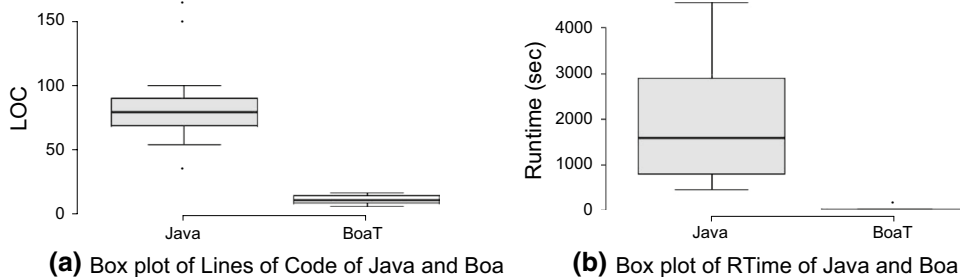 LOC
150
100
50
0
Java
BoaT
(a) Box plot of Lines of Code of Java and Boa
Runtime (sec)
4000
3000
2000
1000
0
Java
BoaT
(b) Box plot of RTime of Java and Boa